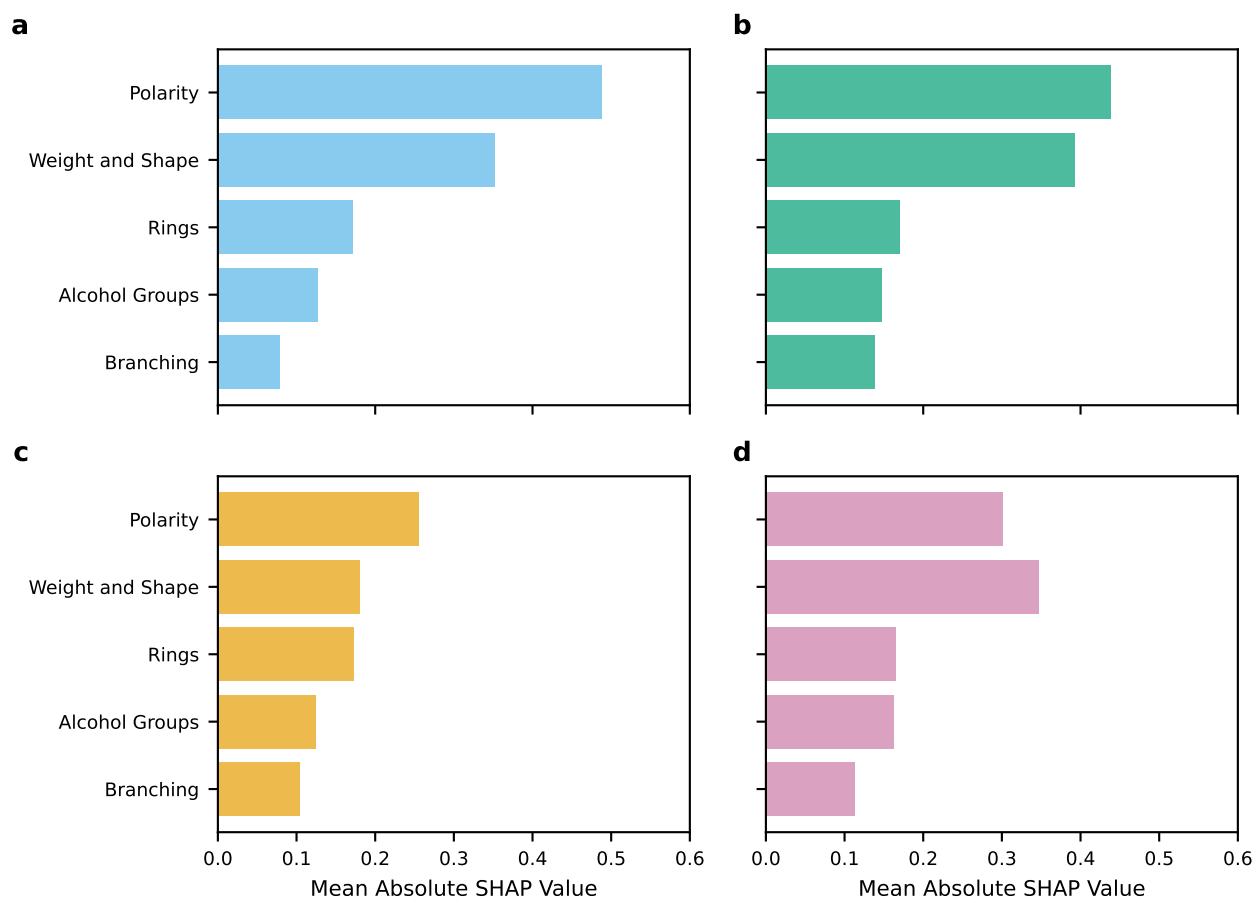 a
b
Polarity
Weight and Shape
Rings
Alcohol Groups
Branching
c
d
Polarity
Weight and Shape
Rings
Alcohol Groups
Branching
0.0 0.1 0.2 0.3 0.4 0.5 0.6
0.0 0.1 0.2 0.3 0.4 0.5 0.6
Mean Absolute SHAP Value
Mean Absolute SHAP Value